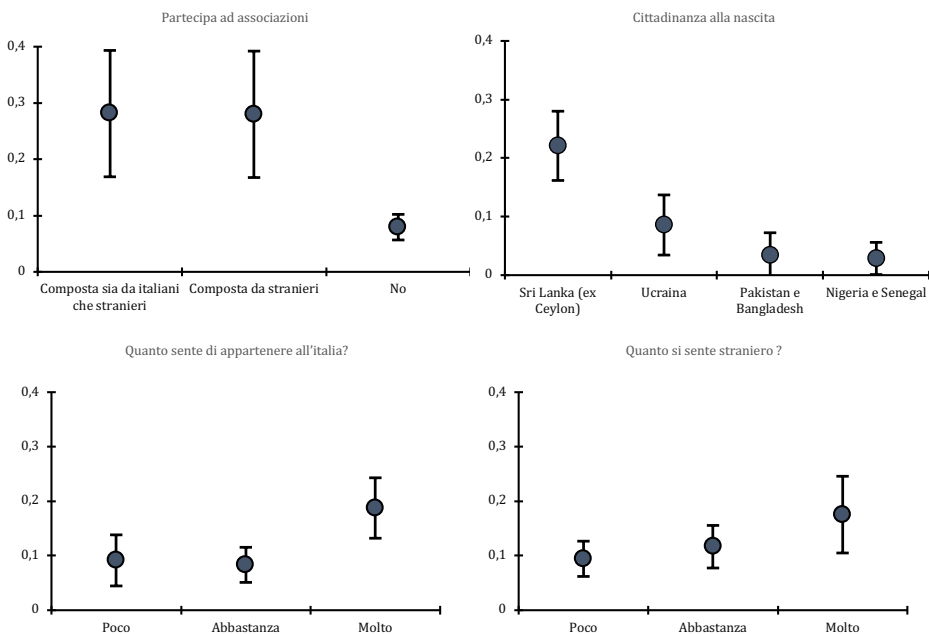 Partecipa ad associazioni
0,4
0,3
0,2
0,1
0
Composta sia da italiani
che stranieri
Composta da stranieri
No
Cittadinanza alla nascita
0,4
0,3
0,2
0,1
0
Sri Lanka (ex
Ceylon)
Ucraina
Pakistan e
Bangladesh
Nigeria e Senegal
Quanto sente di appartenere all'italia?
0,4
0,3
0,2
0,1
0
Poco
Abbastanza
Molto
Quanto si sente straniero ?
0,4
0,3
0,2
0,1
0
Poco
Abbastanza
Molto